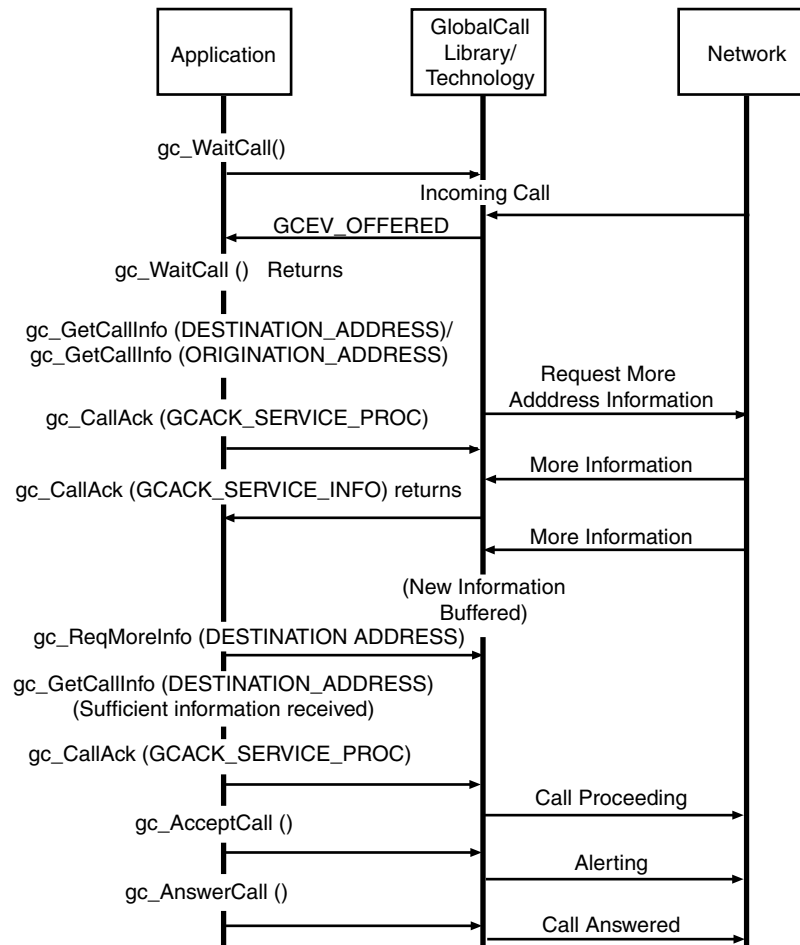 Application
GlobalCall
Library/
Technology
Network
gc_WaitCall()
Incoming Call
GCEV_OFFERED
gc_WaitCall () Returns
gc_GetCallInfo (DESTINATION_ADDRESS)/
gc_GetCallInfo (ORIGINATION_ADDRESS)
Request More
Adddress Information
gc_CallAck (GCACK_SERVICE_PROC)
More Information
gc_CallAck (GCACK_SERVICE_INFO) returns
More Information
(New Information
Buffered)
gc_ReqMoreInfo (DESTINATION ADDRESS)
gc_GetCallInfo (DESTINATION_ADDRESS)
(Sufficient information received)
gc_CallAck (GCACK_SERVICE_PROC)
Call Proceeding
gc_AcceptCall ()
Alerting
gc_AnswerCall ()
Call Answered